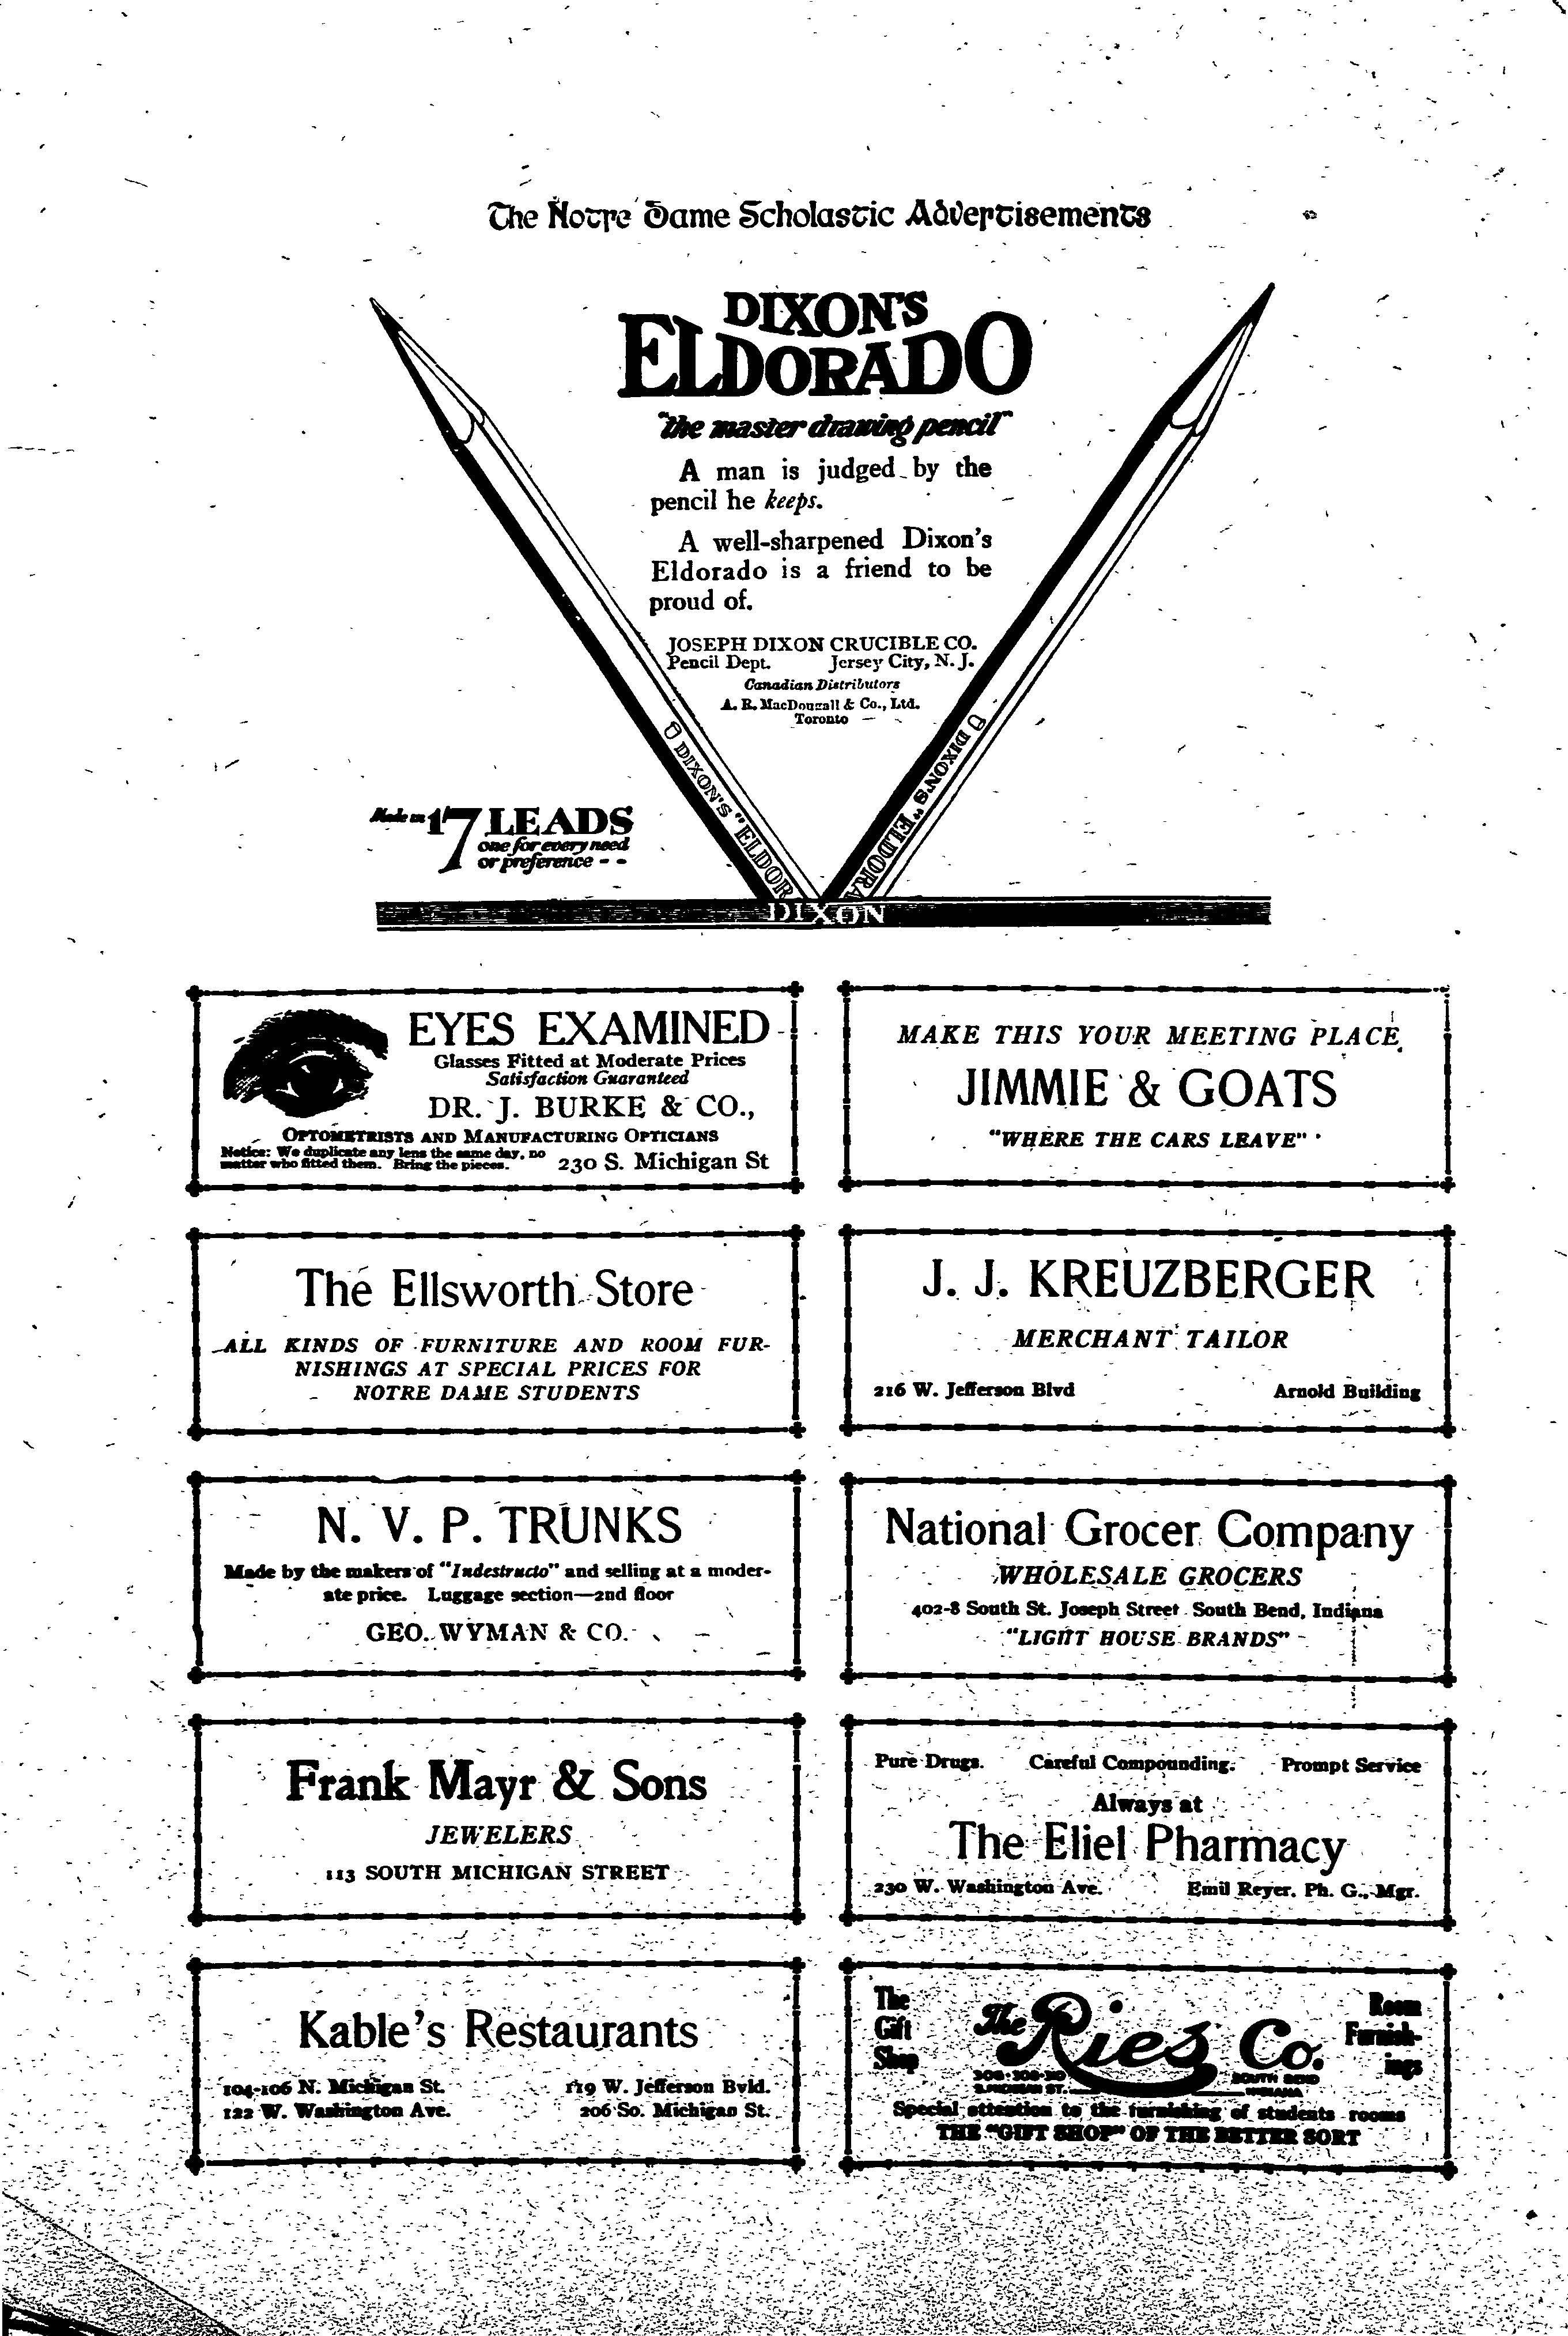 The Notre Dame Scholastic Advertisements
DIXON'S
ELDORADO
"the master drawing pencil"
A man is judged by the
pencil he keeps.
A well-sharpened Dixon's
Eldorado is a friend to be
proud of.
JOSEPH DIXON CRUCIBLE CO.
Pencil Dept. Jersey City, N. J.
Canadian Distributors
A. R. MacDougall & Co., Ltd.
Toronto
DIXON'S "ELDOR
DIXON'S "ELDORA
Made in 17 LEADS
one for every need
or preference - -
DIXON
EYES EXAMINED
Glasses Fitted at Moderate Prices
Satisfaction Guaranteed
DR. J. BURKE & CO.,
OPTOMETRISTS AND MANUFACTURING OPTICIANS
Notice: We duplicate any lens the same day, no
matter who fitted them. Bring the pieces.
230 S. Michigan St
MAKE THIS YOUR MEETING PLACE
JIMMIE & GOATS
"WHERE THE CARS LEAVE"
The Ellsworth Store
ALL KINDS OF FURNITURE AND ROOM FUR-
NISHINGS AT SPECIAL PRICES FOR
NOTRE DAME STUDENTS
J. J. KREUZBERGER
MERCHANT TAILOR
216 W. Jefferson Blvd Arnold Building
N. V. P. TRUNKS
Made by the makers of "Indestructo" and selling at a moder-
ate price. Luggage section—2nd floor
GEO. WYMAN & CO.
National Grocer Company
WHOLESALE GROCERS
402-8 South St. Joseph Street South Bend, Indiana
"LIGHT HOUSE BRANDS"
Frank Mayr & Sons
JEWELERS
113 SOUTH MICHIGAN STREET
Pure Drugs. Careful Compounding. Prompt Service
Always at
The Eliel Pharmacy
230 W. Washington Ave. Emil Reyer. Ph. G., Mgr.
Kable's Restaurants
104-106 N. Michigan St. 119 W. Jefferson Bvld.
122 W. Washington Ave. 206 So. Michigan St.
The
Gift
Shop
The Ries Co.
Room
Furnish-
ings
306-308-310
S. MICHIGAN ST.
SOUTH BEND
INDIANA
Special attention to the furnishing of students rooms
THE "GIFT SHOP" OF THE BETTER SORT